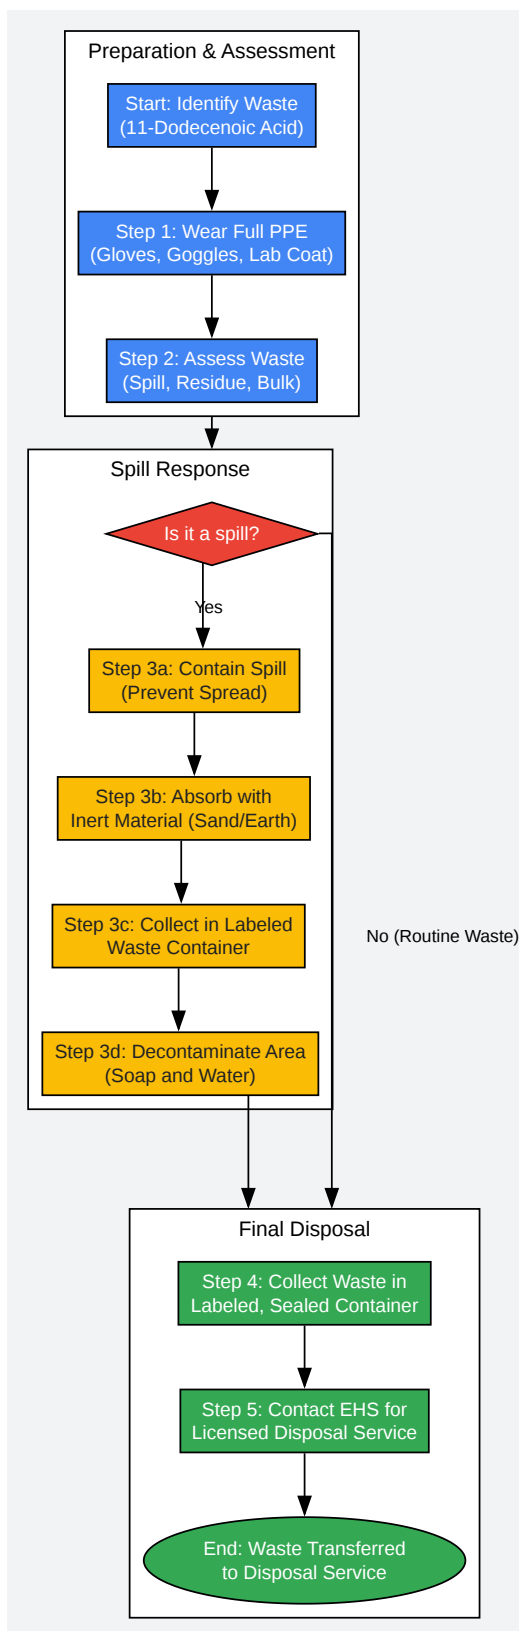 Preparation & Assessment
Start: Identify Waste
(11-Dodecenoic Acid)
Step 1: Wear Full PPE
(Gloves, Goggles, Lab Coat)
Step 2: Assess Waste
(Spill, Residue, Bulk)
Spill Response
Is it a spill?
Yes
Step 3a: Contain Spill
(Prevent Spread)
Step 3b: Absorb with
Inert Material (Sand/Earth)
Step 3c: Collect in Labeled
Waste Container
No (Routine Waste)
Step 3d: Decontaminate Area
(Soap and Water)
Final Disposal
Step 4: Collect Waste in
Labeled, Sealed Container
Step 5: Contact EHS for
Licensed Disposal Service
End: Waste Transferred
to Disposal Service